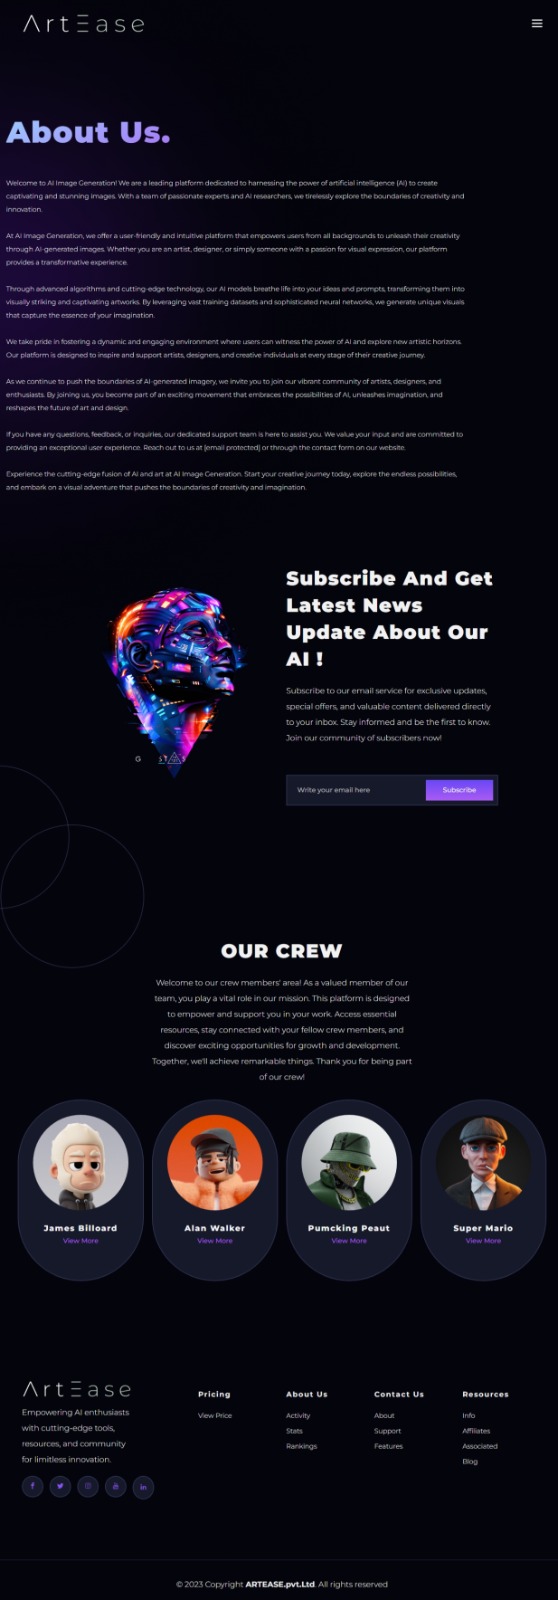 ArtEase
About Us.
Welcome to AI Image Generation! We are a leading platform dedicated to harnessing the power of artificial intelligence (AI) to create
captivating and stunning images. With a team of passionate experts and AI researchers, we tirelessly explore the boundaries of creativity and
innovation.
At AI Image Generation, we offer a user-friendly and intuitive platform that empowers users from all backgrounds to unleash their creativity
through AI-generated images. Whether you are an artist, designer, or simply someone with a passion for visual expression, our platform
provides a transformative experience.
Through advanced algorithms and cutting-edge technology, our AI models breathe life into your ideas and prompts, transforming them into
visually striking and captivating artworks. By leveraging vast training datasets and sophisticated neural networks, we generate unique visuals
that capture the essence of your imagination.
We take pride in fostering a dynamic and engaging environment where users can witness the power of AI and explore new artistic horizons.
Our platform is designed to inspire and support artists, designers, and creative individuals at every stage of their creative journey.
As we continue to push the boundaries of AI-generated imagery, we invite you to join our vibrant community of artists, designers, and
enthusiasts. By joining us, you become part of an exciting movement that embraces the possibilities of AI, unleashes imagination, and
reshapes the future of art and design.
If you have any questions, feedback, or inquiries, our dedicated support team is here to assist you. We value your input and are committed to
providing an exceptional user experience. Reach out to us at [email protected] or through the contact form on our website.
Experience the cutting-edge fusion of AI and art at AI Image Generation. Start your creative journey today, explore the endless possibilities,
and embark on a visual adventure that pushes the boundaries of creativity and imagination.
Subscribe And Get
Latest News
Update About Our
AI !
Subscribe to our email service for exclusive updates,
special offers, and valuable content delivered directly
to your inbox. Stay informed and be the first to know.
Join our community of subscribers now!
Write your email here
Subscribe
OUR CREW
Welcome to our crew members' area! As a valued member of our
team, you play a vital role in our mission. This platform is designed
to empower and support you in your work. Access essential
resources, stay connected with your fellow crew members, and
discover exciting opportunities for growth and development.
Together, we'll achieve remarkable things. Thank you for being part
of our crew!
James Billoard
View More
Alan Walker
View More
Pumcking Peaut
View More
Super Mario
View More
ArtEase
Empowering AI enthusiasts
with cutting-edge tools,
resources, and community
for limitless innovation.
Pricing
View Price
About Us
Activity
Stats
Rankings
Contact Us
About
Support
Features
Resources
Info
Affiliates
Associated
Blog
© 2023 Copyright ARTEASE.pvt.Ltd. All rights reserved